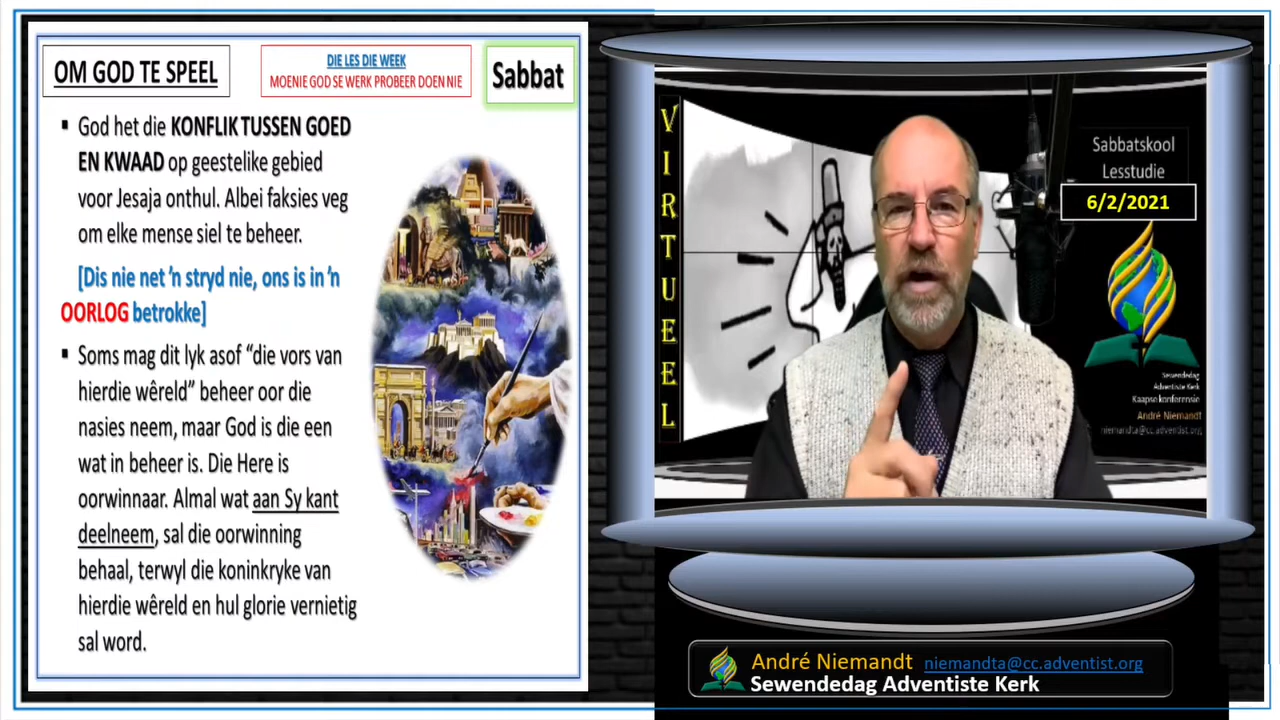 OM GOD TE SPEEL
DIE LES DIE WEEK
MOENIE GOD SE WERK PROBEER DOEN NIE
Sabbat
▪ God het die KONFLIK TUSSEN GOED
EN KWAAD op geestelike gebied
voor Jesaja onthul. Albei faksies veg
om elke mense siel te beheer.
[Dis nie net 'n stryd nie, ons is in 'n
OORLOG betrokke]
▪ Soms mag dit lyk asof “die vors van
hierdie wêreld” beheer oor die
nasies neem, maar God is die een
wat in beheer is. Die Here is
oorwinnaar. Almal wat aan Sy kant
deelneem, sal die oorwinning
behaal, terwyl die koninkryke van
hierdie wêreld en hul glorie vernietig
sal word.
VIRTUEEL
Sabbatskool
Lesstudie
6/2/2021
Sewendedag
Adventiste Kerk
Kaapse konferensie
André Niemandt
niemandta@cc.adventist.org
André Niemandt niemandta@cc.adventist.org
Sewendedag Adventiste Kerk